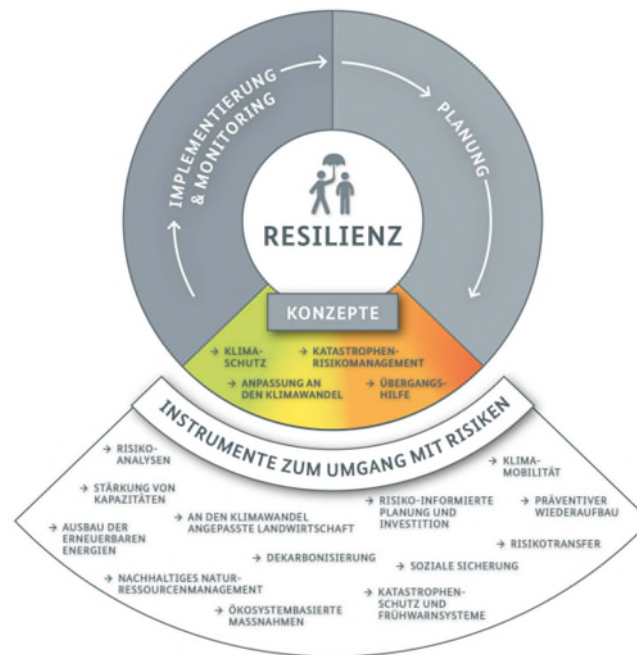 IMPLEMENTIERUNG
& MONITORING
PLANUNG
RESILIENZ
KONZEPTE
→ KLIMA-
SCHUTZ
→ KATASTROPHEN-
RISIKOMANAGEMENT
→ ANPASSUNG AN
DEN KLIMAWANDEL
→ ÜBERGANGS-
HILFE
INSTRUMENTE ZUM UMGANG MIT RISIKEN
→ RISIKO-
ANALYSEN
→ KLIMA-
MOBILITÄT
→ STÄRKUNG VON
KAPAZITÄTEN
→ RISIKO-INFORMIERTE
PLANUNG UND
INVESTITION
→ PRÄVENTIVER
WIEDERAUFBAU
→ AUSBAU DER
ERNEUERBAREN
ENERGIEN
→ AN DEN KLIMAWANDEL
ANGEPASSTE LANDWIRTSCHAFT
→ RISIKOTRANSFER
→ DEKARBONISIERUNG
→ SOZIALE SICHERUNG
→ NACHHALTIGES NATUR-
RESSOURCENMANAGEMENT
→ KATASTROPHEN-
SCHUTZ UND
FRÜHWARNSYSTEME
→ ÖKOSYSTEMBASIERTE
MASSNAHMEN